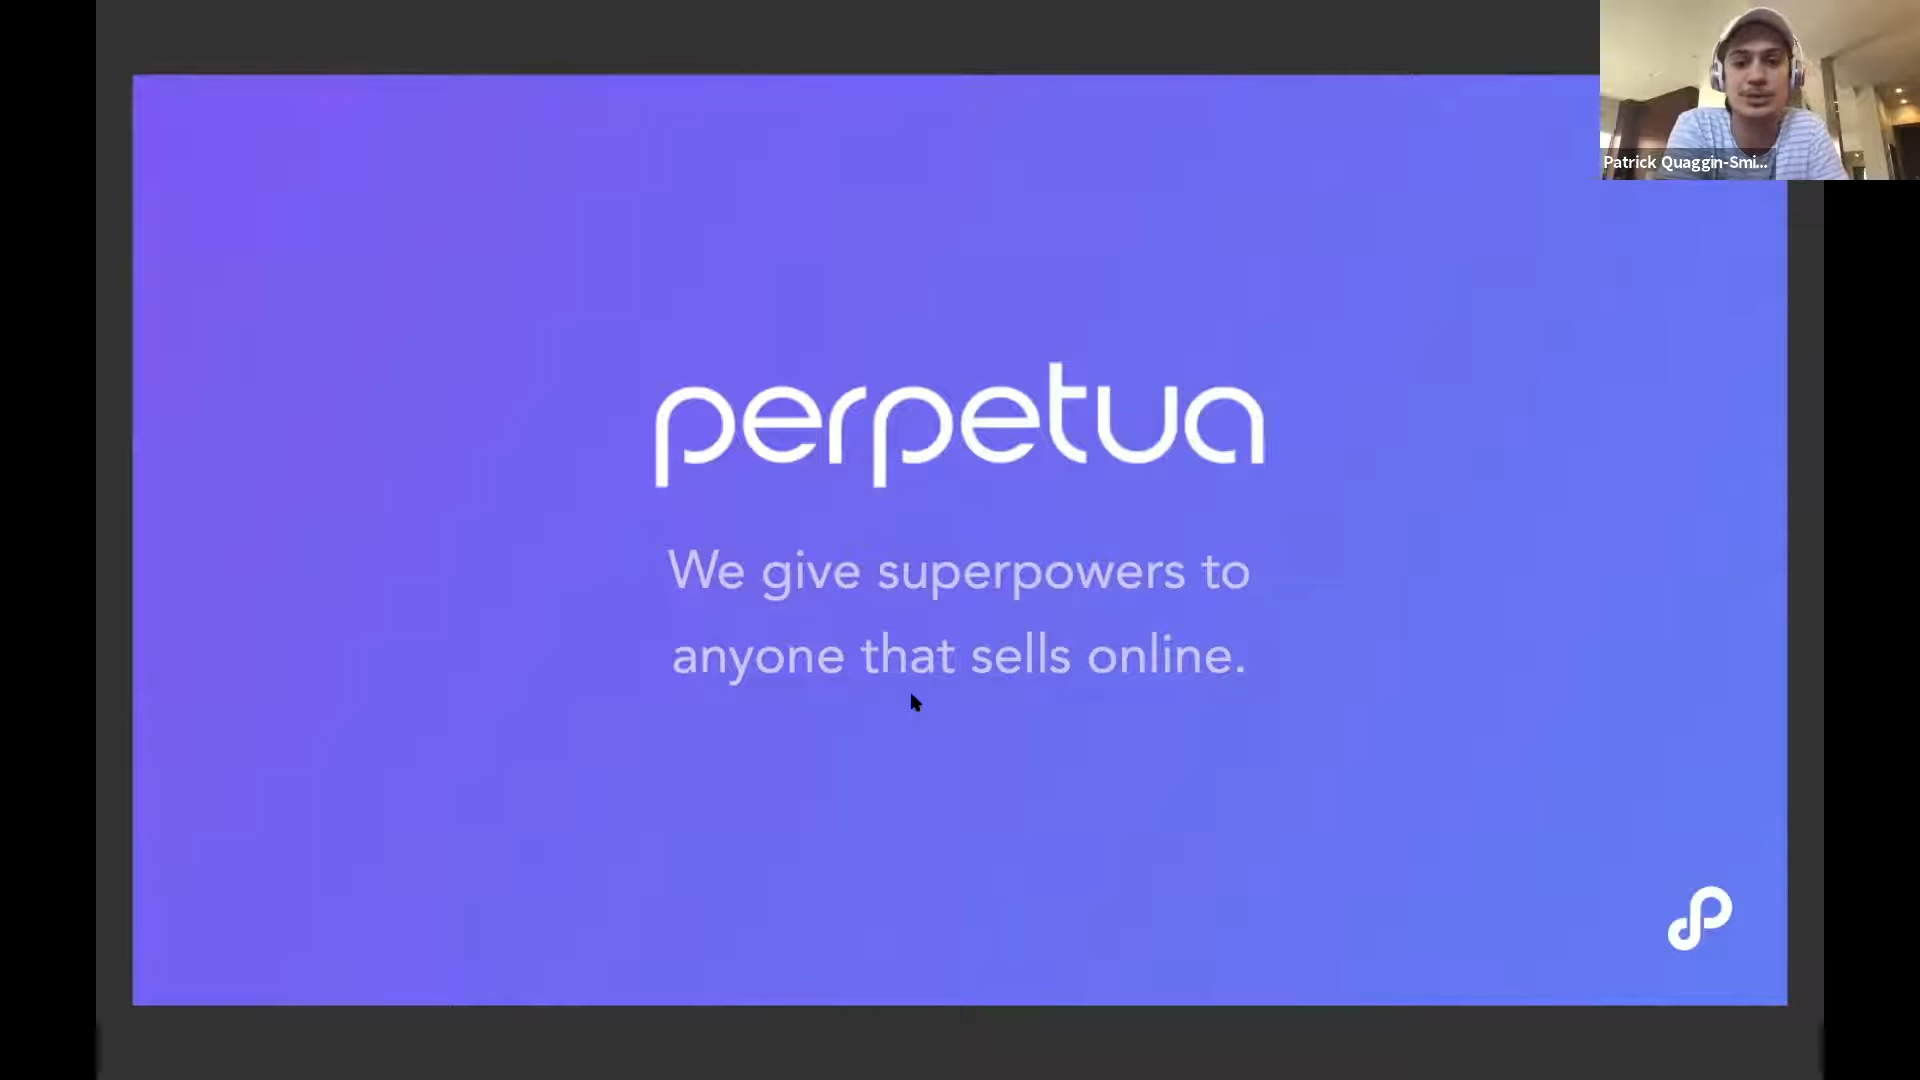 Patrick Quaggin-Smi...
perpetua
We give superpowers to
anyone that sells online.